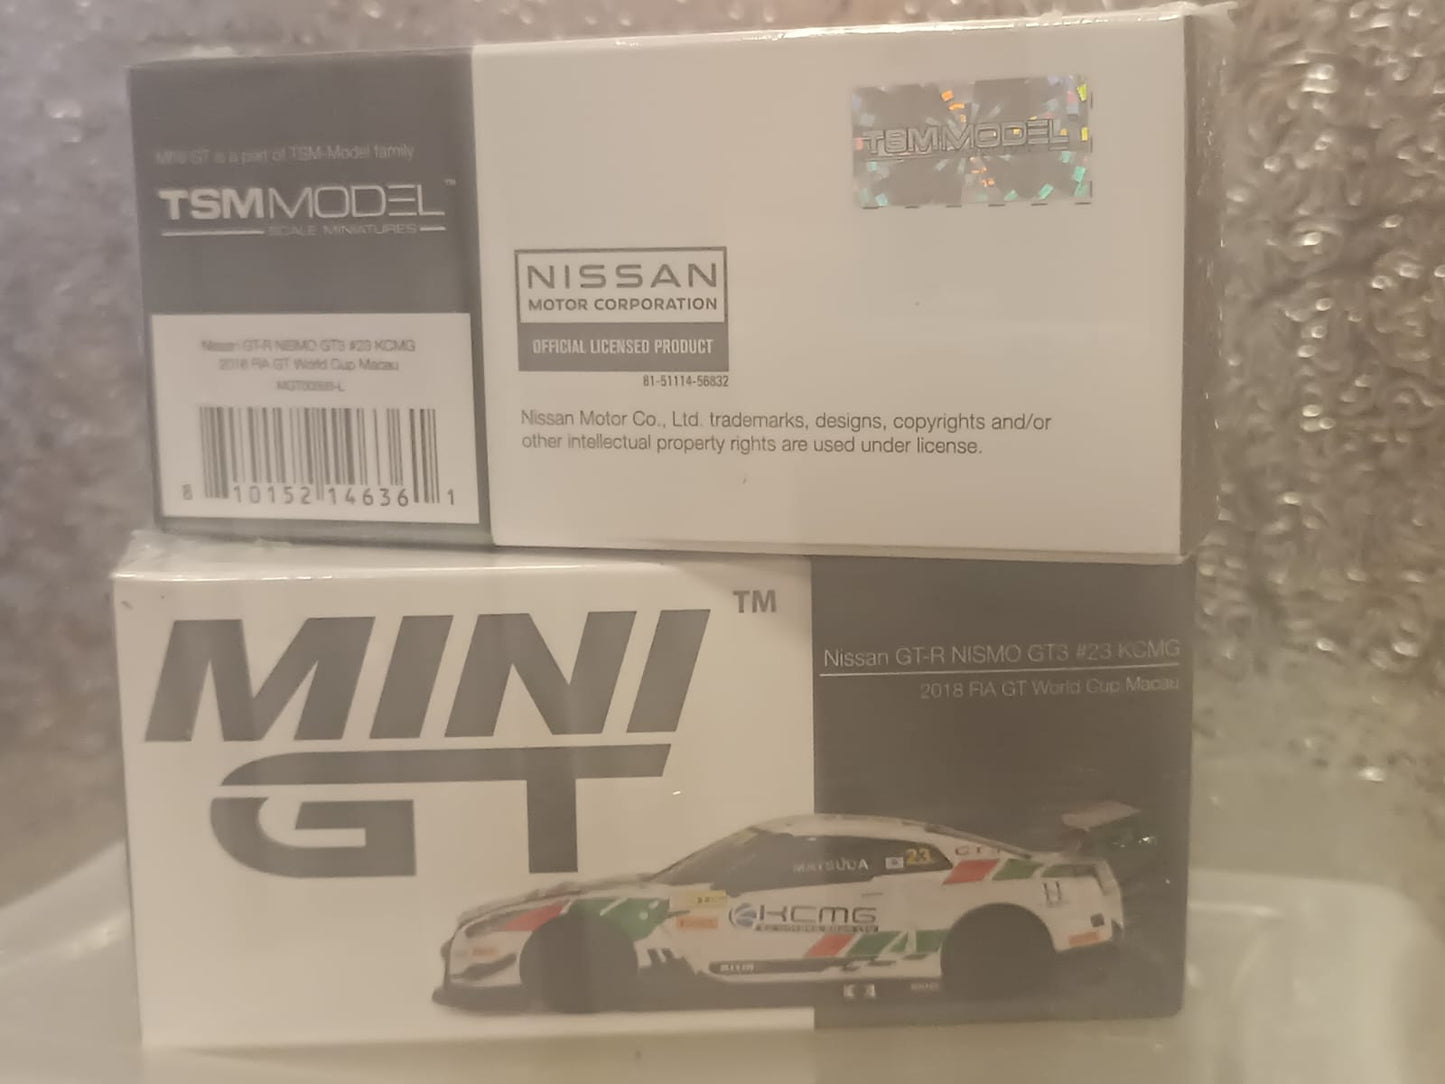 Mini GT is a part of TSM-Model family
TSMMODEL™
SCALE MINIATURES
TSMMODEL
NISSAN
MOTOR CORPORATION
OFFICIAL LICENSED PRODUCT
81-51114-56832
Nissan Motor Co., Ltd. trademarks, designs, copyrights and/or
other intellectual property rights are used under license.
Nissan GT-R NISMO GT3 #23 KCMG
2018 FIA GT World Cup Macau
8 10152 14636 1
MINI
GT
TM
Nissan GT-R NISMO GT3 #23 KCMG
2018 FIA GT World Cup Macau
MATSUDA
23
KCMG